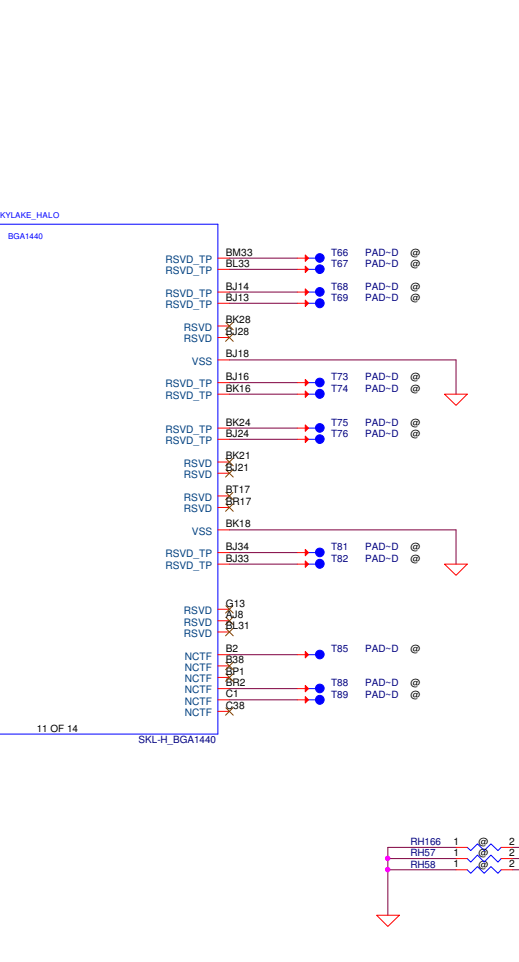 KYLAKE_HALO
BGA1440
RSVD_TP BM33 T66 PAD~D @
RSVD_TP BL33 T67 PAD~D @
RSVD_TP BJ14 T68 PAD~D @
RSVD_TP BJ13 T69 PAD~D @
RSVD BK28
RSVD BJ28
VSS BJ18
RSVD_TP BJ16 T73 PAD~D @
RSVD_TP BK16 T74 PAD~D @
RSVD_TP BK24 T75 PAD~D @
RSVD_TP BJ24 T76 PAD~D @
RSVD BK21
RSVD BJ21
RSVD BT17
RSVD BR17
VSS BK18
RSVD_TP BJ34 T81 PAD~D @
RSVD_TP BJ33 T82 PAD~D @
RSVD G13
RSVD AJ8
RSVD BL31
NCTF B2 T85 PAD~D @
NCTF B38
NCTF BP1
NCTF BR2 T88 PAD~D @
NCTF C1 T89 PAD~D @
NCTF C38
11 OF 14
SKL-H_BGA1440
RH166 1 @ 2
RH57 1 @ 2
RH58 1 @ 2